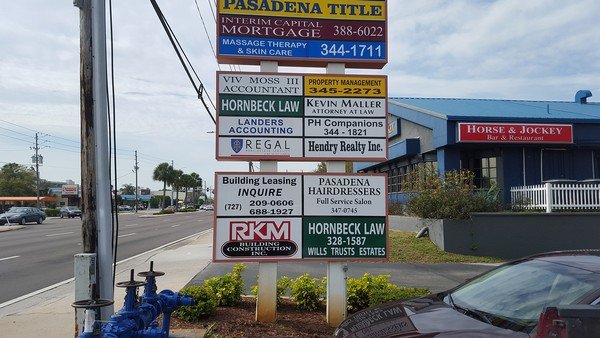 PASADENA TITLE
INTERIM CAPITAL
MORTGAGE 388-6022
MASSAGE THERAPY
& SKIN CARE 344-1711
VIV MOSS III
ACCOUNTANT
PROPERTY MANAGEMENT
345-2273
HORNBECK LAW
KEVIN MALLER
ATTORNEY AT LAW
LANDERS
ACCOUNTING
PH Companions
344 - 1821
REGAL
Hendry Realty Inc.
Building Leasing
INQUIRE
(727) 209-0606
688-1927
PASADENA
HAIRDRESSERS
Full Service Salon
347-0745
RKM
BUILDING
CONSTRUCTION
INC.
HORNBECK LAW
328-1587
WILLS TRUSTS ESTATES
HORSE & JOCKEY
Bar & Restaurant